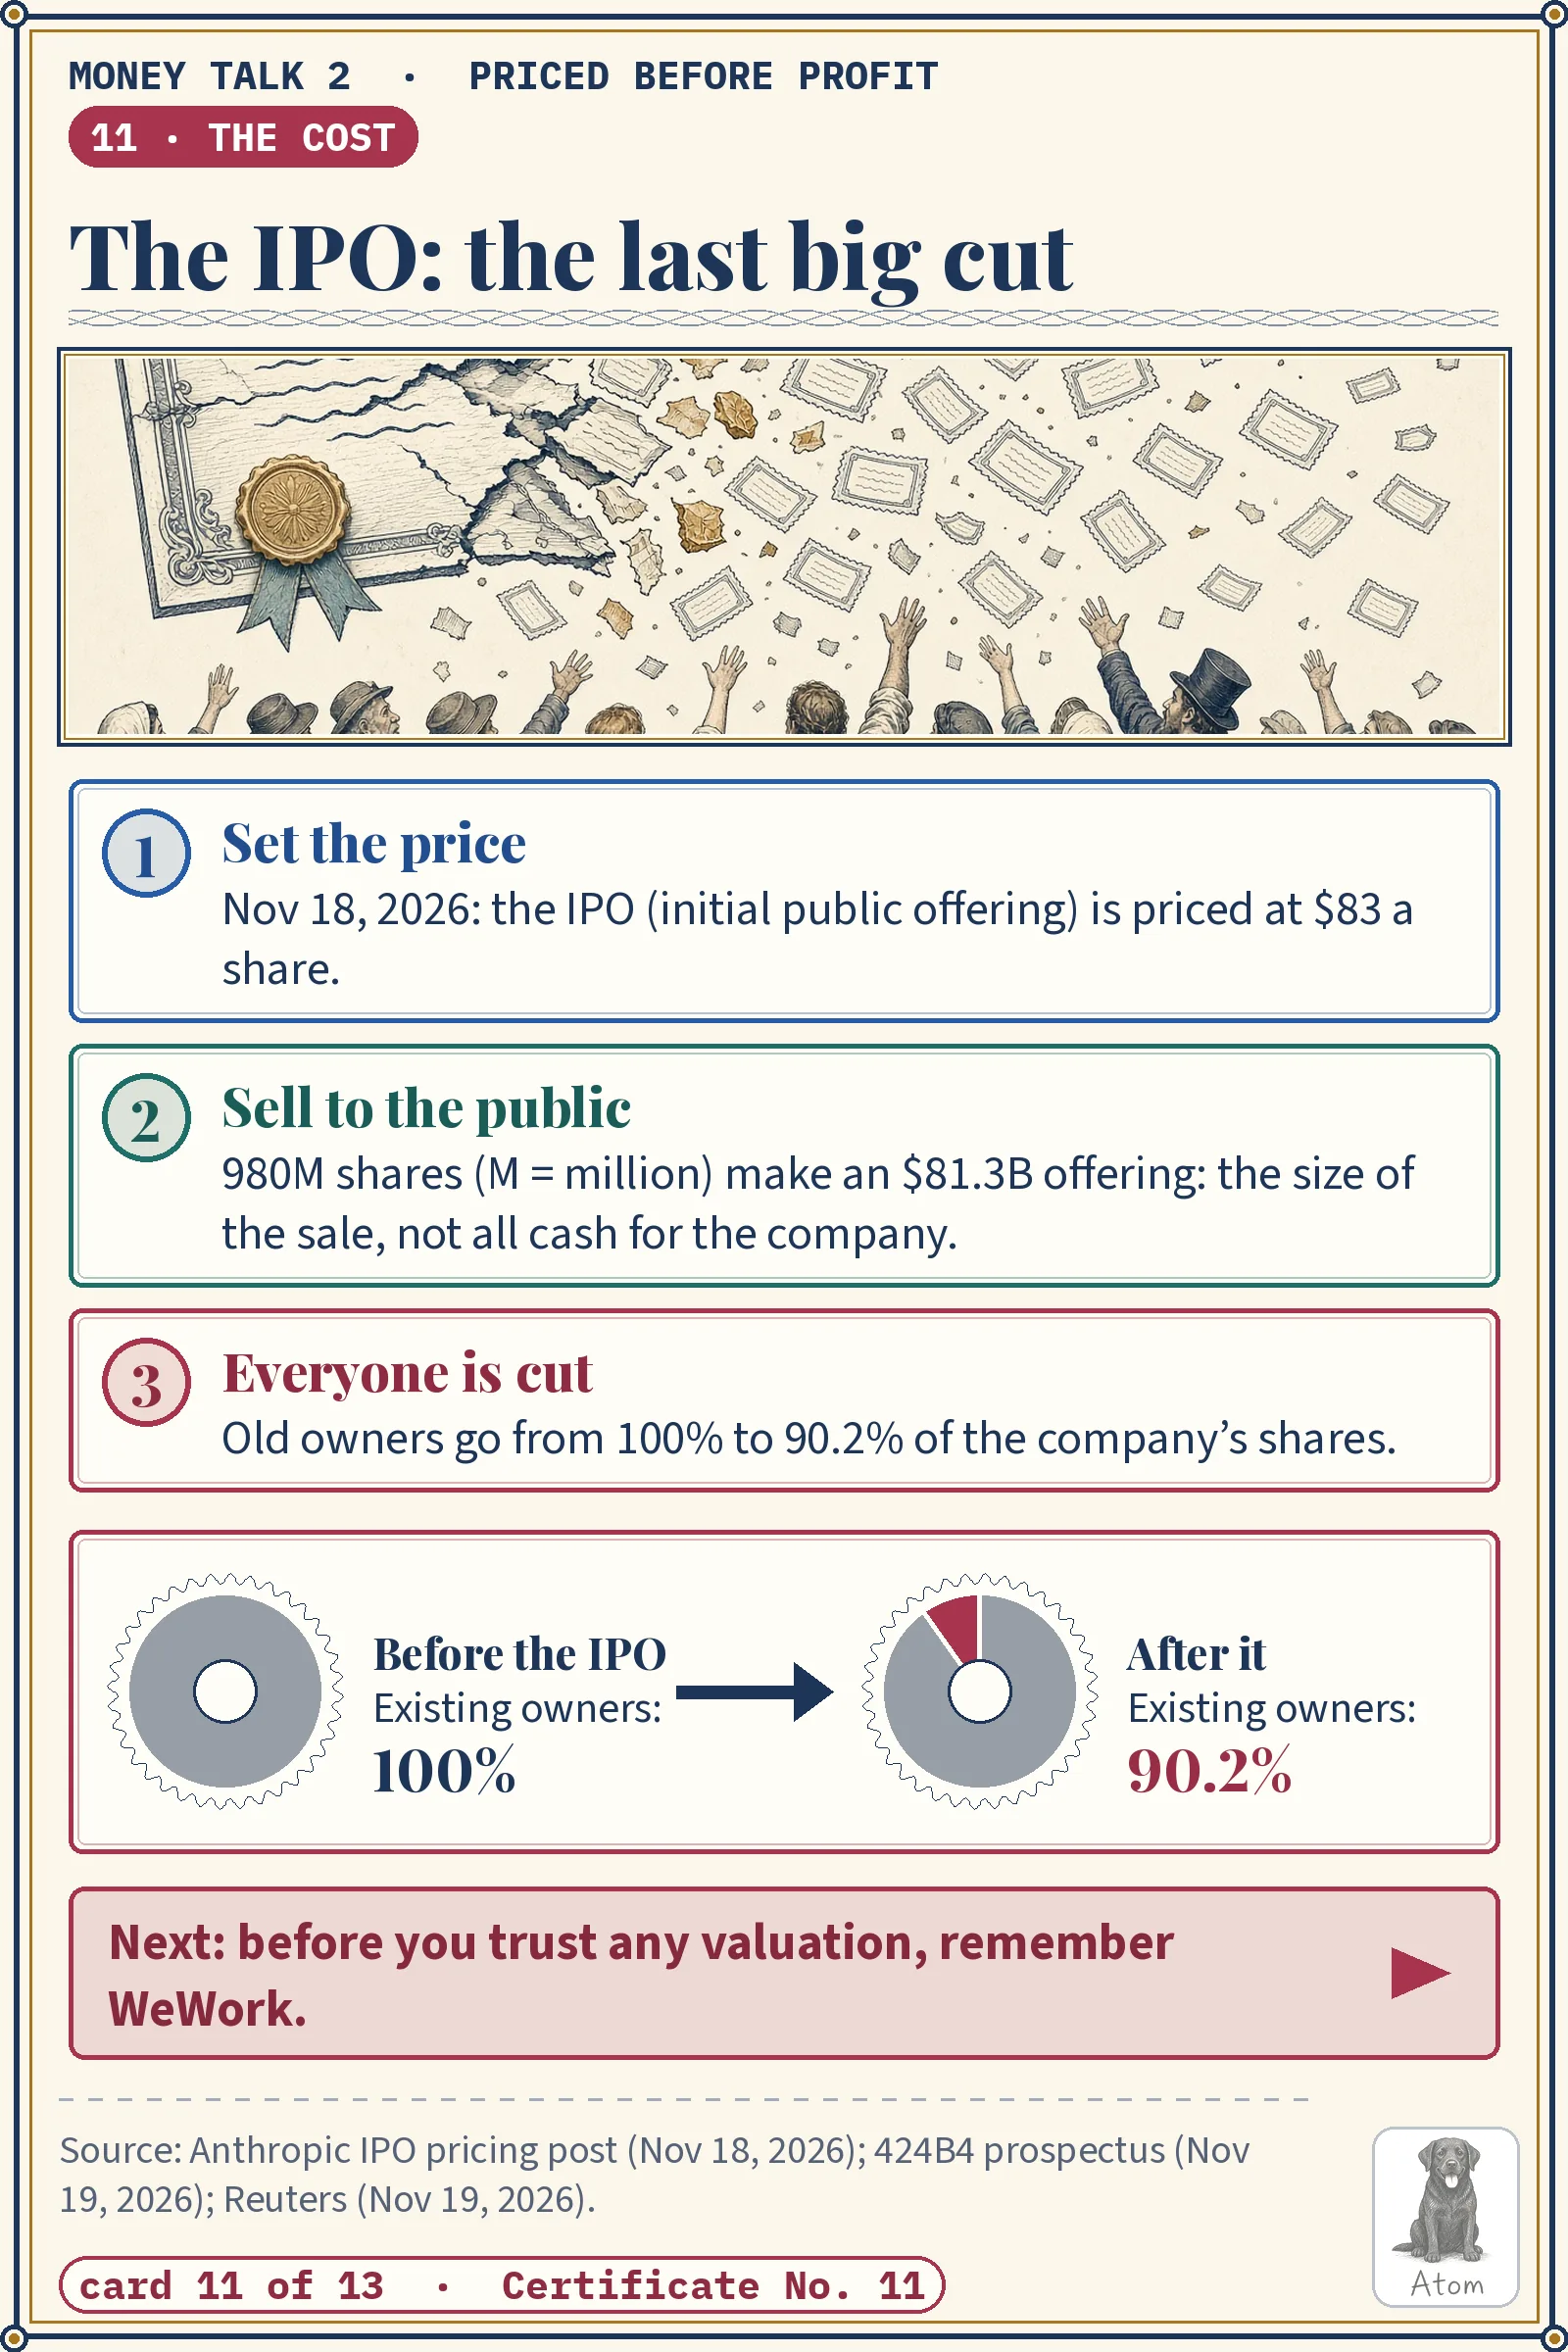 MONEY TALK 2 · PRICED BEFORE PROFIT
11 · THE COST
The IPO: the last big cut
1
Set the price
Nov 18, 2026: the IPO (initial public offering) is priced at $83 a
share.
2
Sell to the public
980M shares (M = million) make an $81.3B offering: the size of
the sale, not all cash for the company.
3
Everyone is cut
Old owners go from 100% to 90.2% of the company’s shares.
Before the IPO
Existing owners:
100%
After it
Existing owners:
90.2%
Next: before you trust any valuation, remember
WeWork.
Source: Anthropic IPO pricing post (Nov 18, 2026); 424B4 prospectus (Nov
19, 2026); Reuters (Nov 19, 2026).
card 11 of 13 · Certificate No. 11
Atom